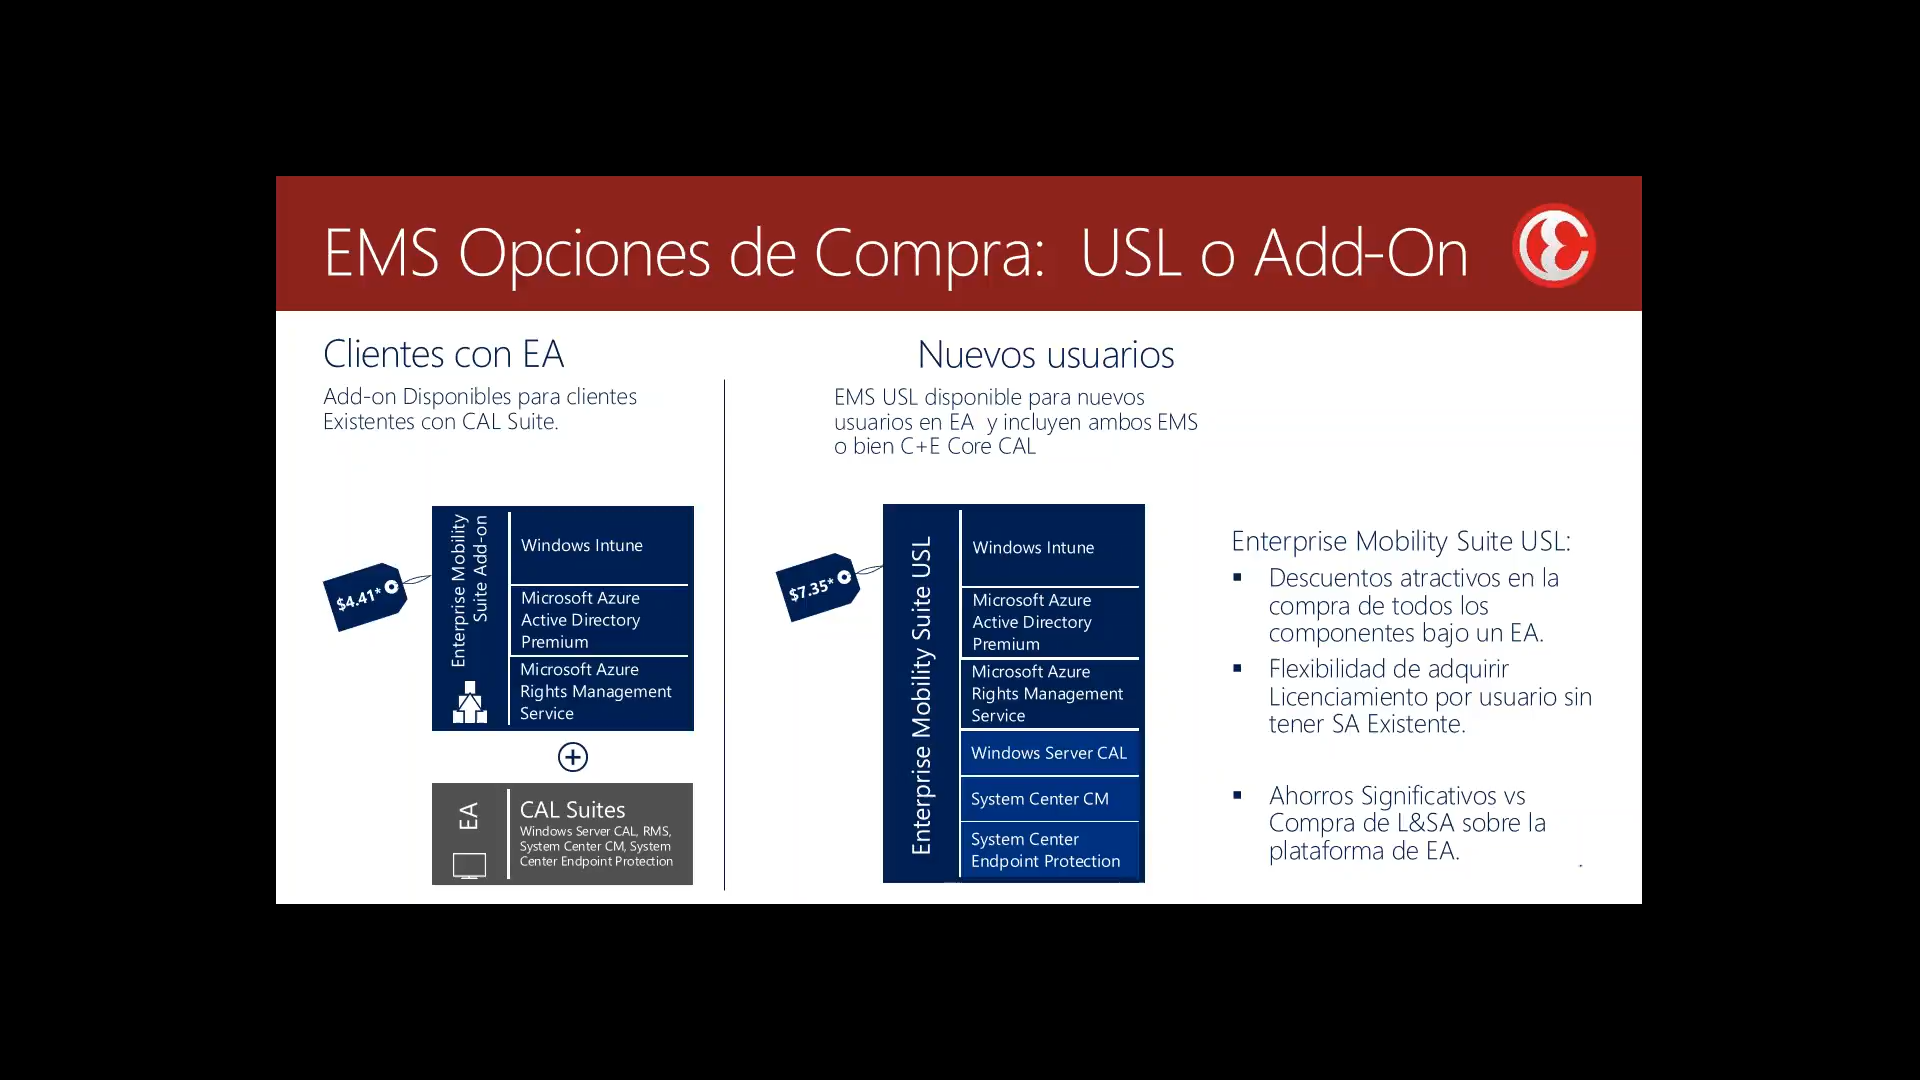 EMS Opciones de Compra:  USL o Add-On
Clientes con EA
Add-on Disponibles para clientes
Existentes con CAL Suite.
$4.41*
Enterprise Mobility
Suite Add-on
Windows Intune
Microsoft Azure
Active Directory
Premium
Microsoft Azure
Rights Management
Service
EA
CAL Suites
Windows Server CAL, RMS,
System Center CM, System
Center Endpoint Protection
Nuevos usuarios
EMS USL disponible para nuevos
usuarios en EA  y incluyen ambos EMS
o bien C+E Core CAL
$7.35*
Enterprise Mobility Suite USL
Windows Intune
Microsoft Azure
Active Directory
Premium
Microsoft Azure
Rights Management
Service
Windows Server CAL
System Center CM
System Center
Endpoint Protection
Enterprise Mobility Suite USL:
▪ Descuentos atractivos en la
compra de todos los
componentes bajo un EA.
▪ Flexibilidad de adquirir
Licenciamiento por usuario sin
tener SA Existente.
▪ Ahorros Significativos vs
Compra de L&SA sobre la
plataforma de EA.